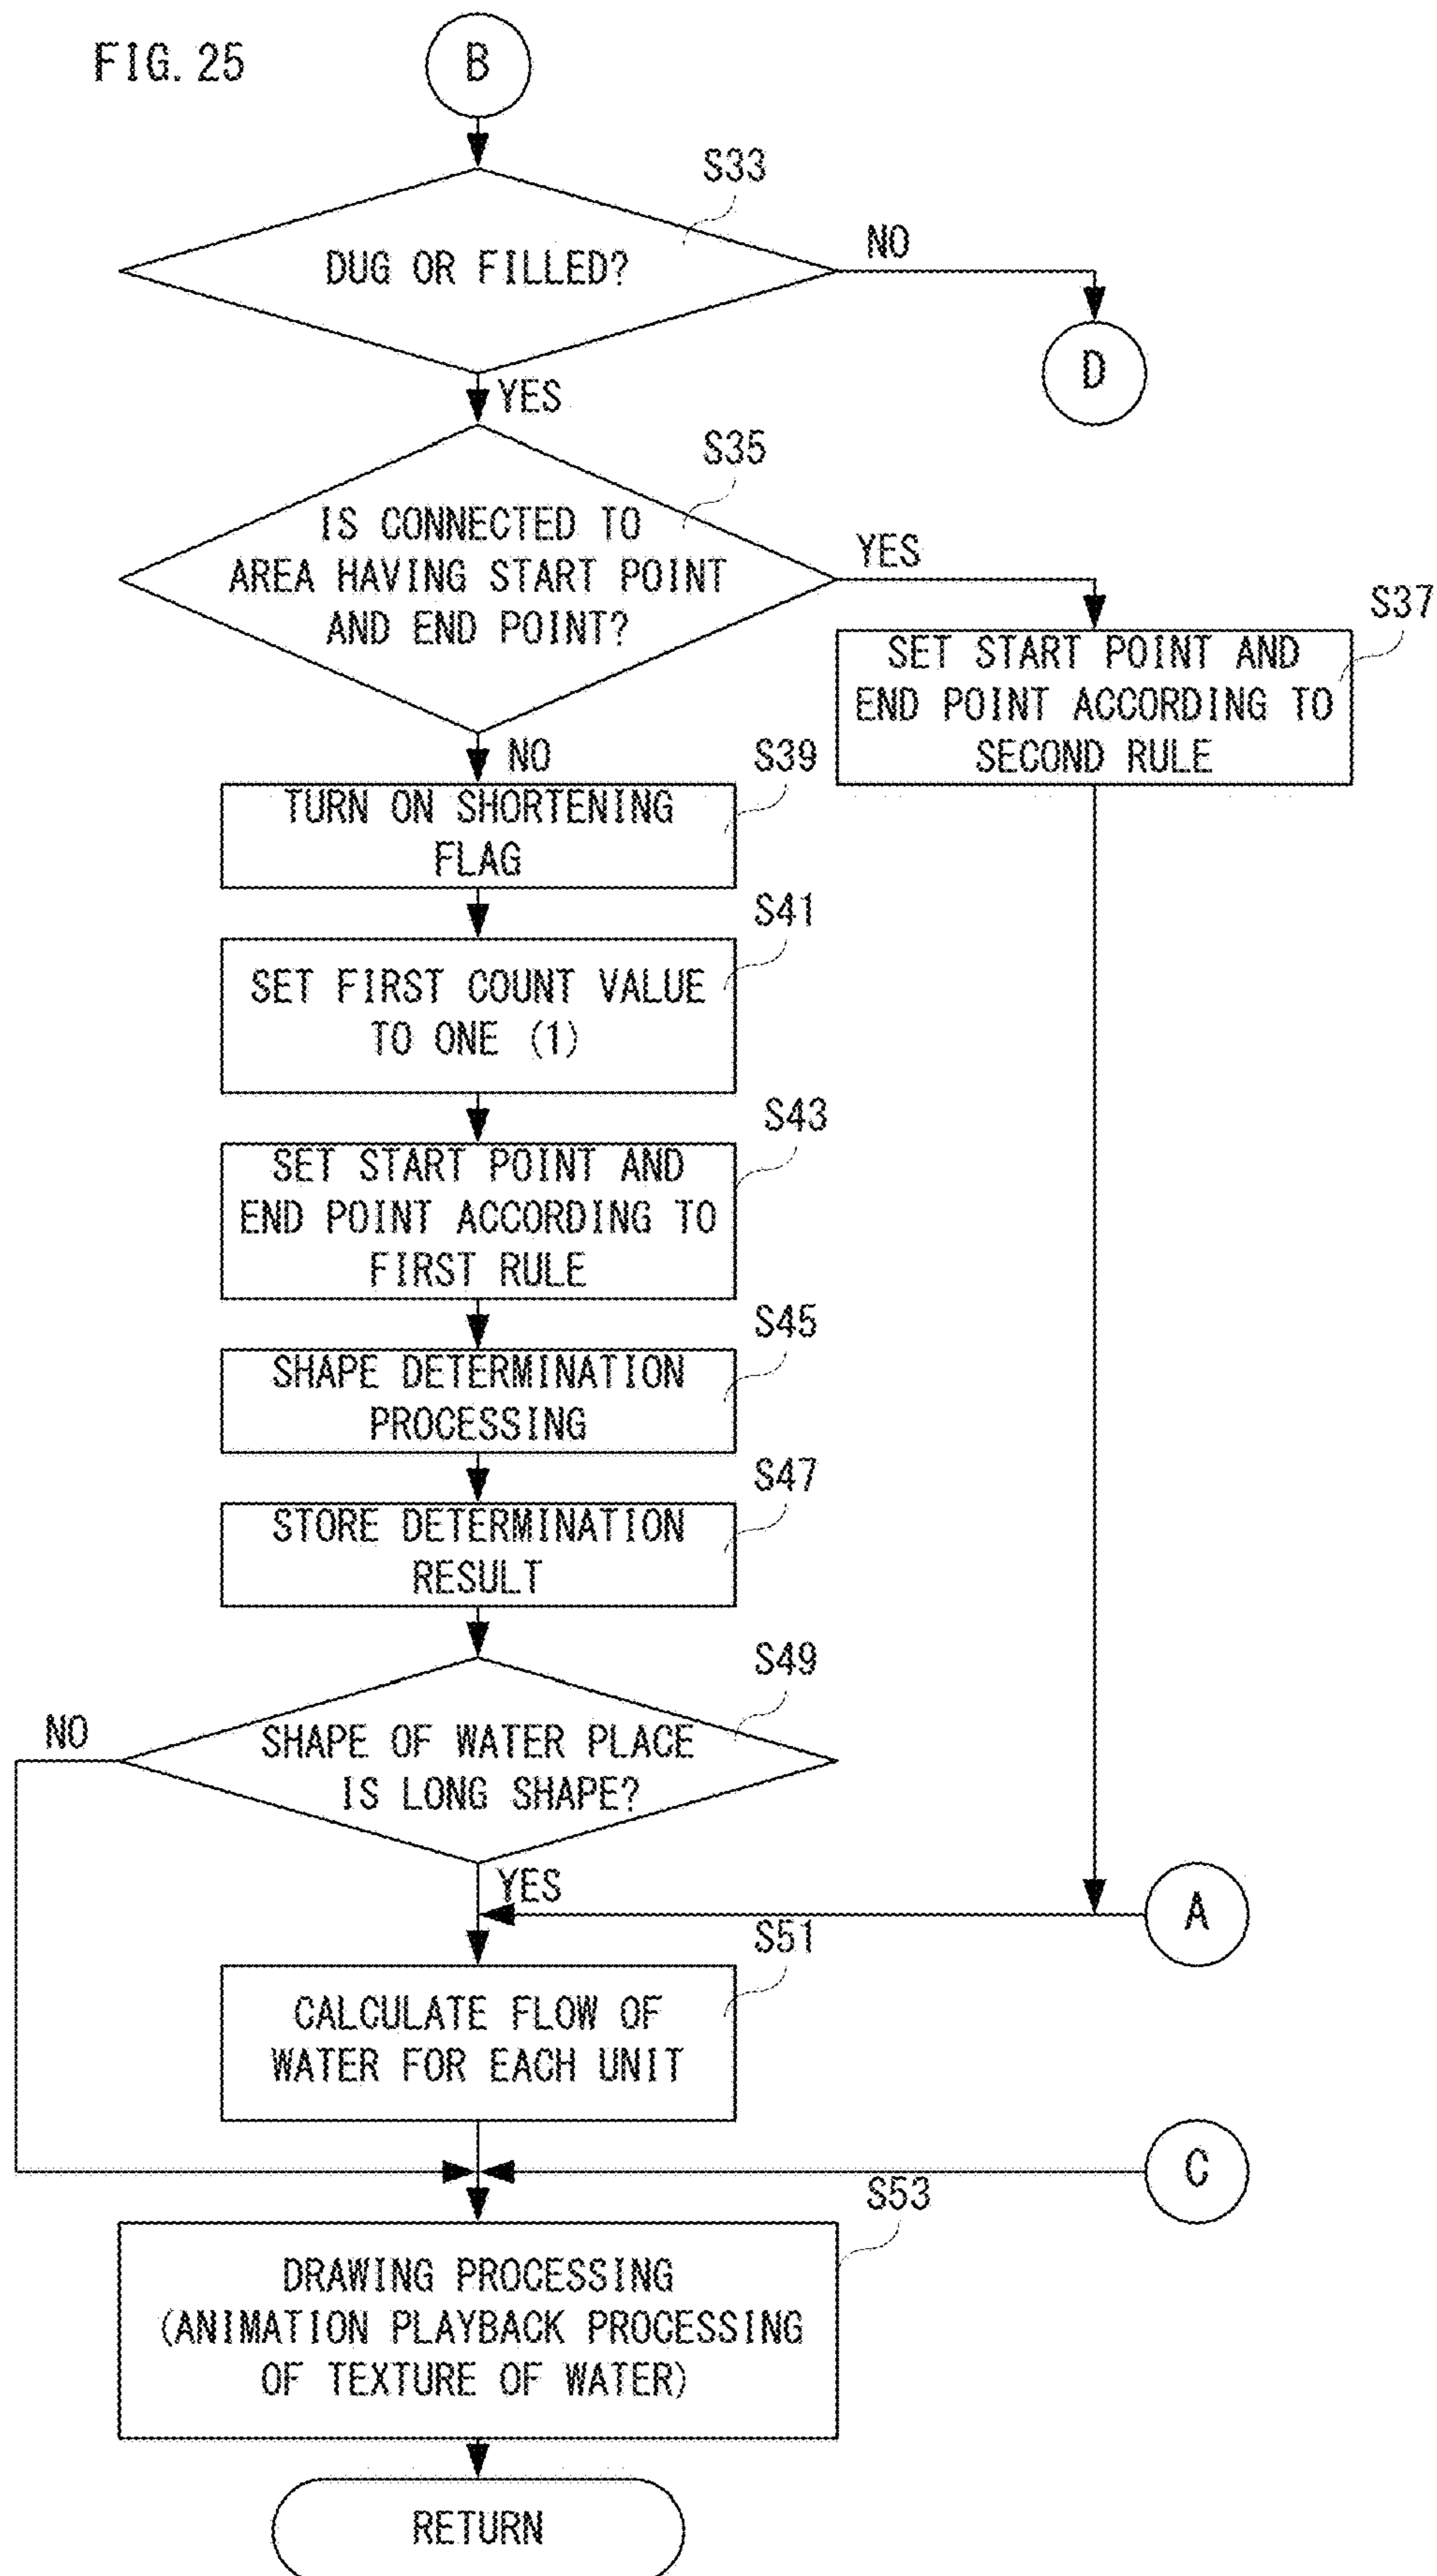 FIG. 25
B
S33
DUG OR FILLED?
NO
D
YES
S35
IS CONNECTED TO
AREA HAVING START POINT
AND END POINT?
YES
S37
SET START POINT AND
END POINT ACCORDING TO
SECOND RULE
NO
S39
TURN ON SHORTENING
FLAG
S41
SET FIRST COUNT VALUE
TO ONE (1)
S43
SET START POINT AND
END POINT ACCORDING TO
FIRST RULE
S45
SHAPE DETERMINATION
PROCESSING
S47
STORE DETERMINATION
RESULT
S49
NO
SHAPE OF WATER PLACE
IS LONG SHAPE?
YES
A
S51
CALCULATE FLOW OF
WATER FOR EACH UNIT
C
S53
DRAWING PROCESSING
(ANIMATION PLAYBACK PROCESSING
OF TEXTURE OF WATER)
RETURN